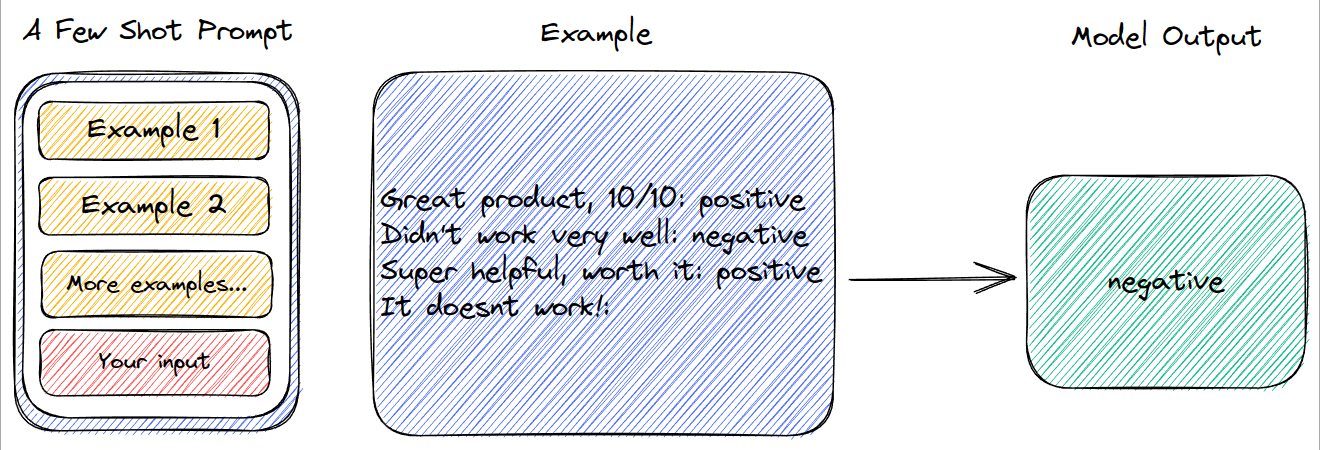 A Few Shot Prompt
Example 1
Example 2
More examples...
Your input
Example
Great product, 10/10: positive
Didn't work very well: negative
Super helpful, worth it: positive
It doesnt work!:
Model Output
negative